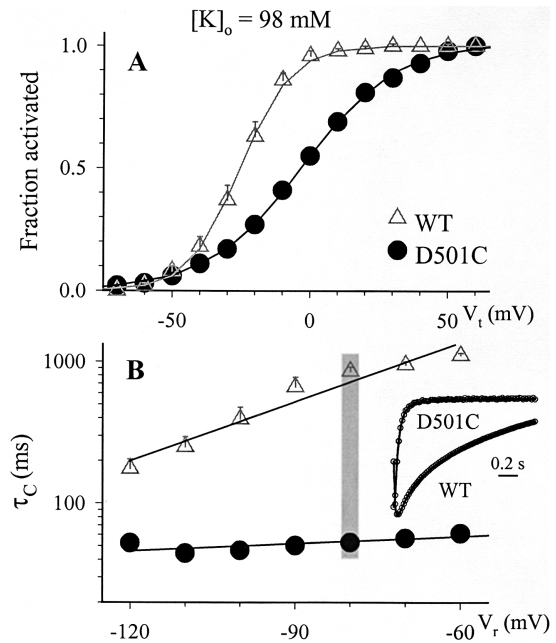 [K]o = 98 mM
A
Fraction activated
1.0
0.5
0.0
WT
D501C
-50
0
50
Vt (mV)
B
τC (ms)
1000
100
D501C
WT
0.2 s
-120
-90
-60
Vr (mV)